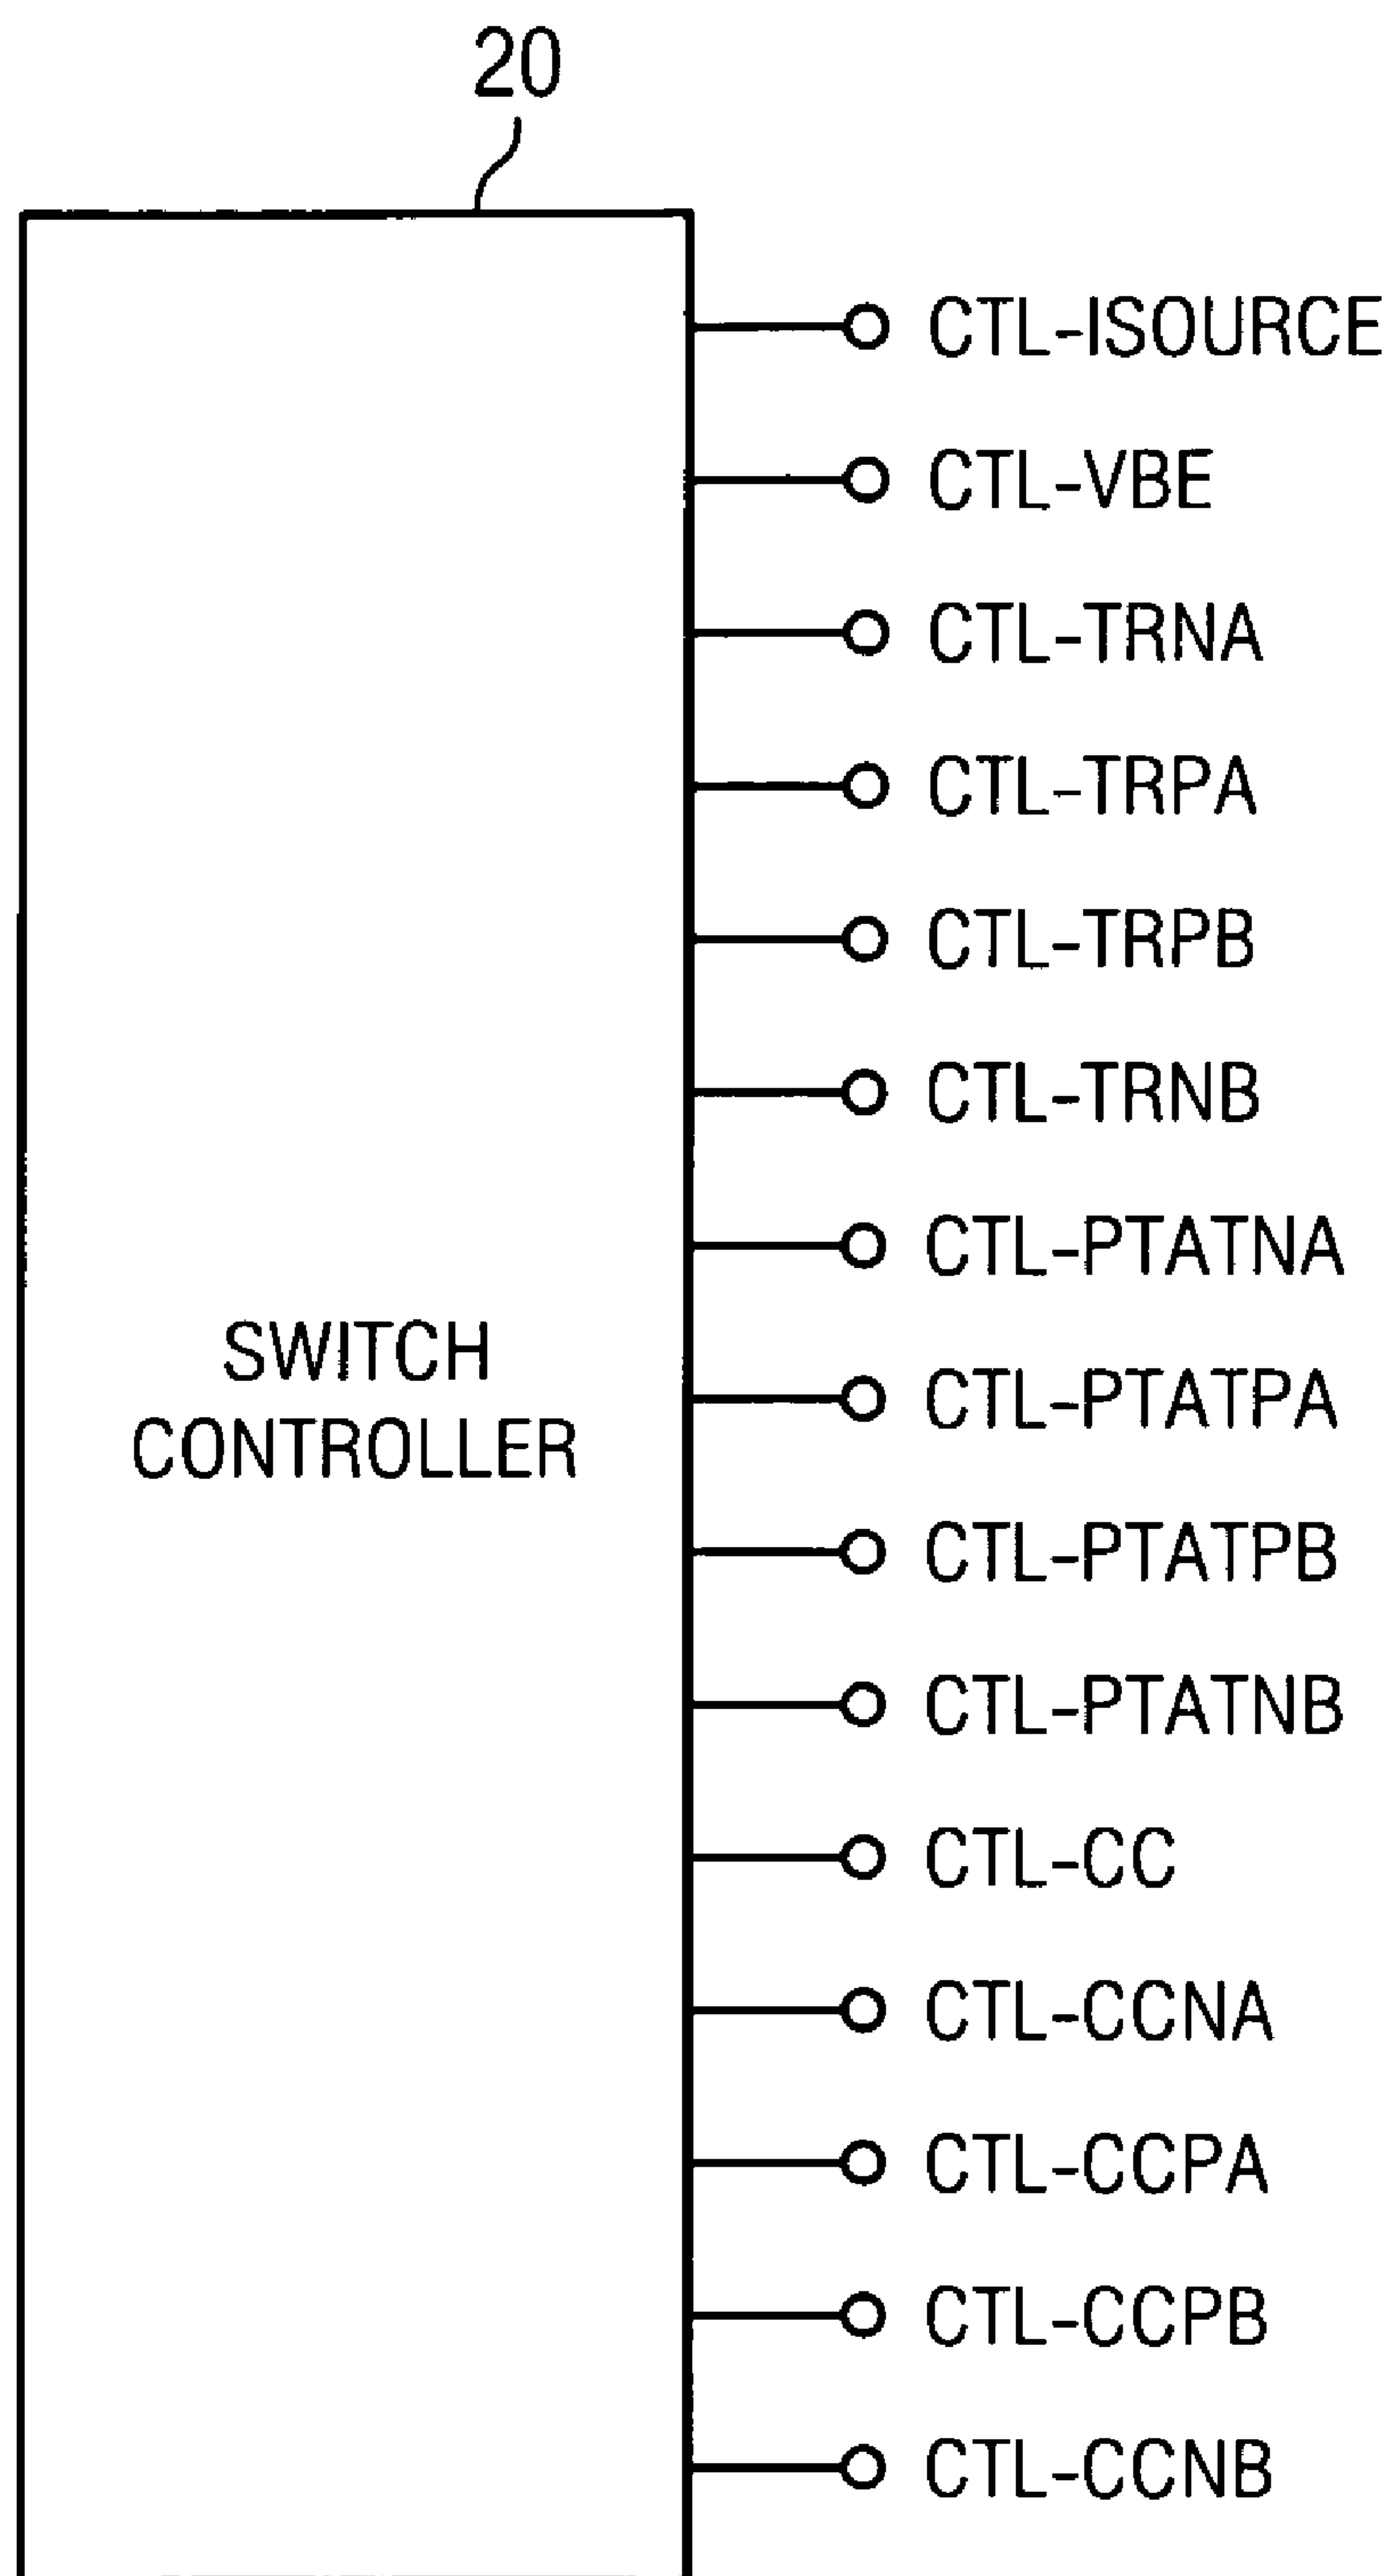 20
CTL-ISOURCE
CTL-VBE
CTL-TRNA
CTL-TRPA
CTL-TRPB
CTL-TRNB
CTL-PTATNA
SWITCH
CONTROLLER
CTL-PTATPA
CTL-PTATPB
CTL-PTATNB
CTL-CC
CTL-CCNA
CTL-CCPA
CTL-CCPB
CTL-CCNB